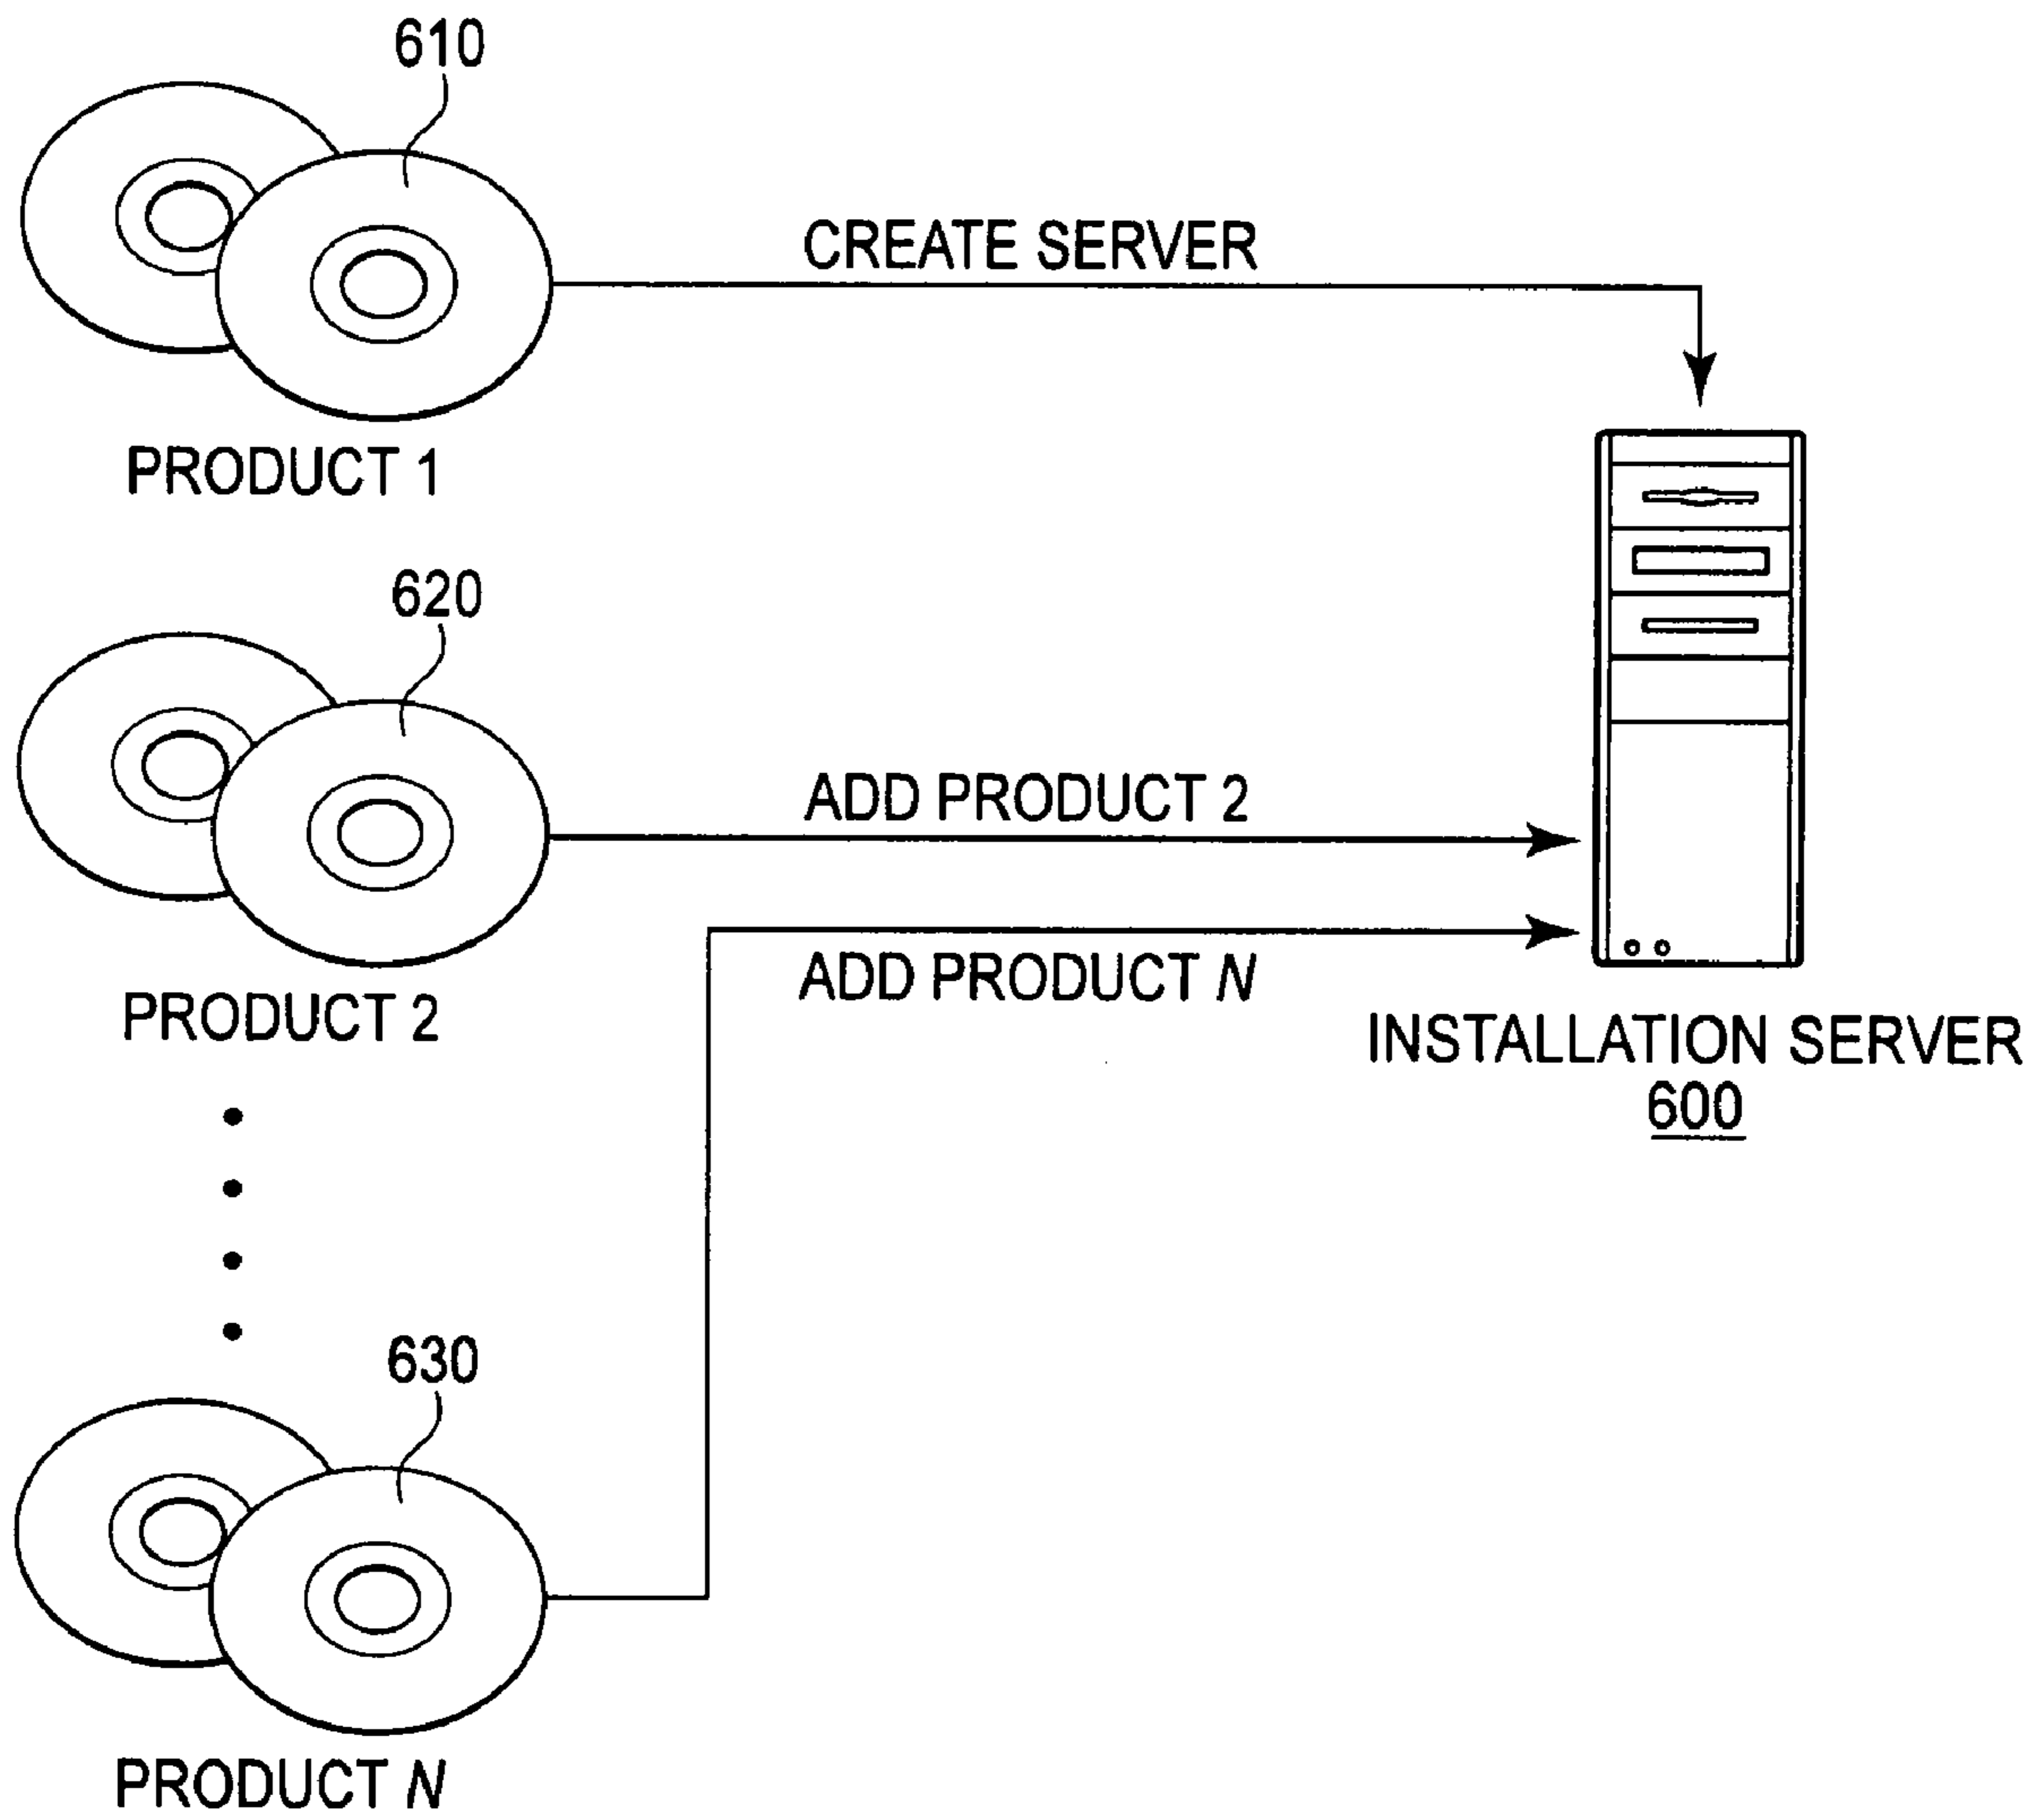 610
CREATE SERVER
PRODUCT 1
620
ADD PRODUCT 2
ADD PRODUCT N
PRODUCT 2
INSTALLATION SERVER
600
630
PRODUCT N